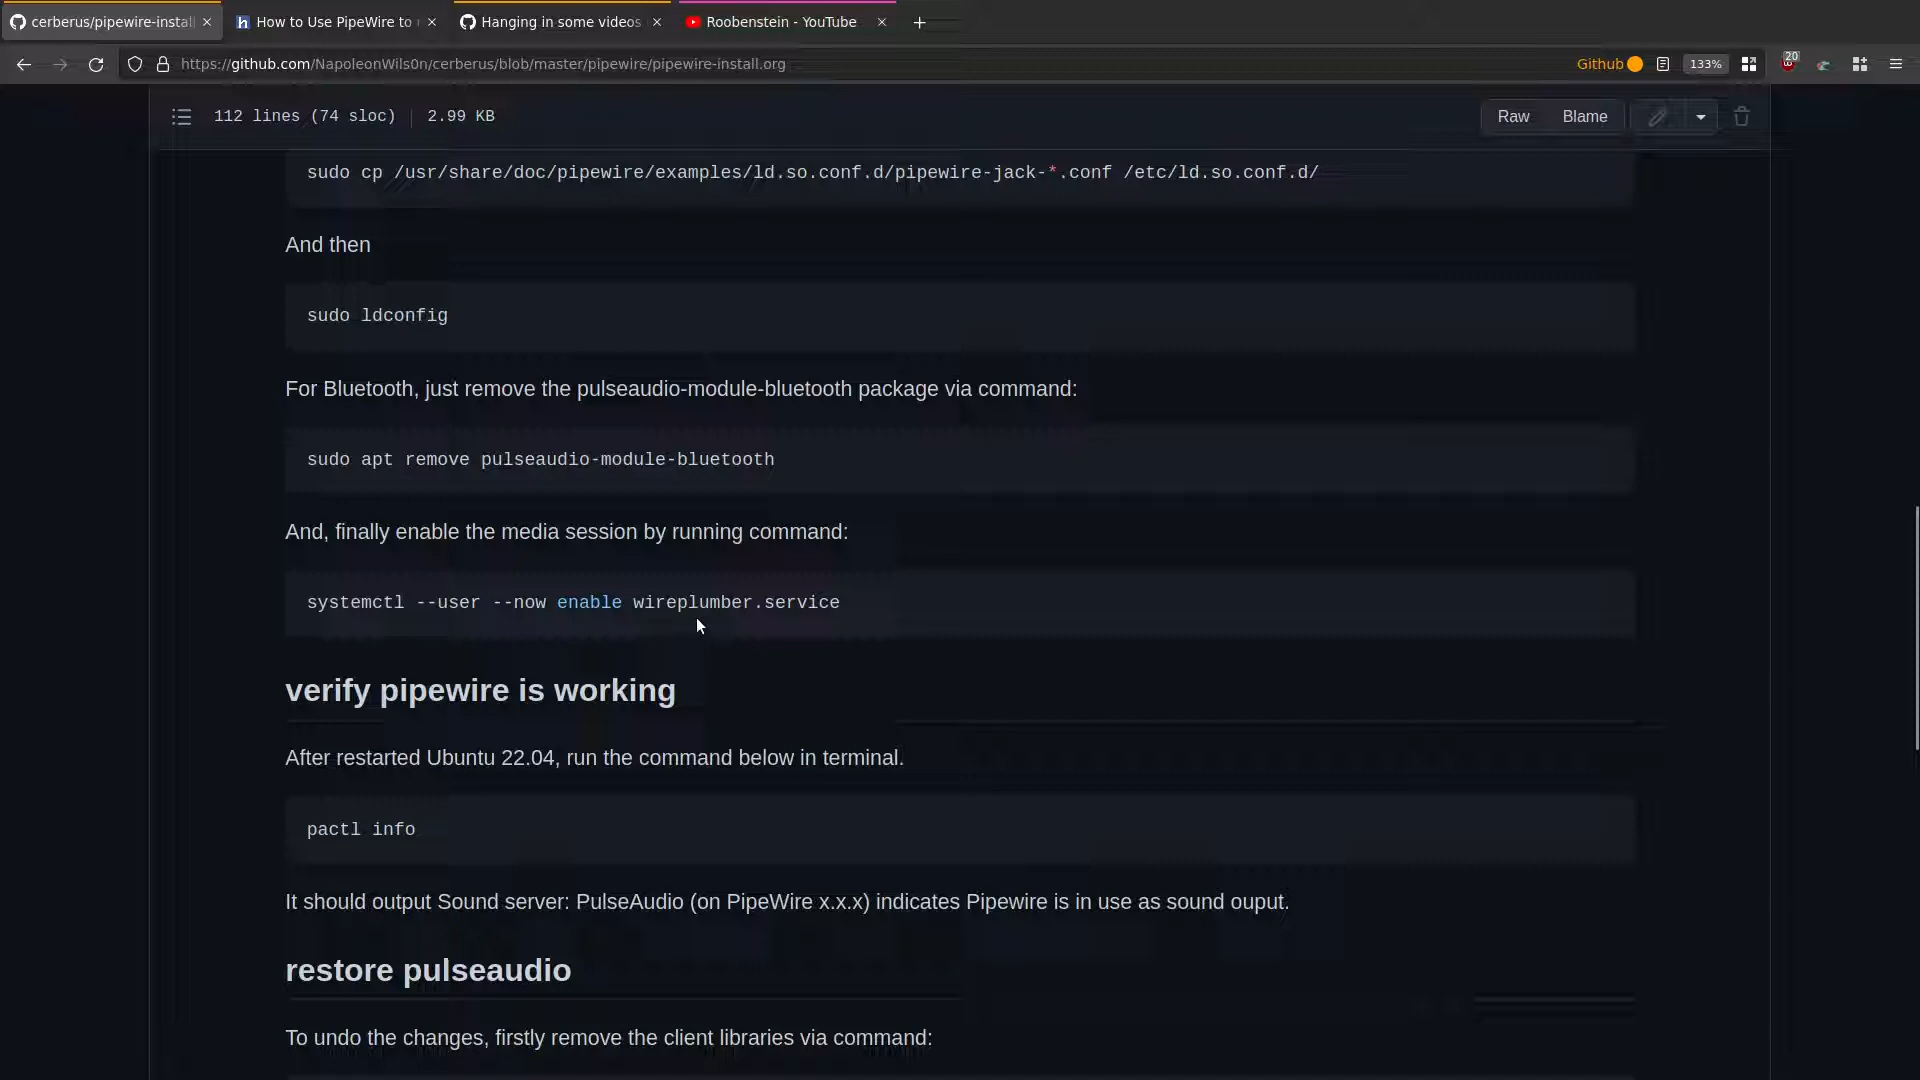 cerberus/pipewire-instal
How to Use PipeWire to
Hanging in some videos
Roobenstein - YouTube
https://github.com/NapoleonWils0n/cerberus/blob/master/pipewire/pipewire-install.org
Github
133%
20
112 lines (74 sloc)
2.99 KB
Raw
Blame
sudo cp /usr/share/doc/pipewire/examples/ld.so.conf.d/pipewire-jack-*.conf /etc/ld.so.conf.d/
And then
sudo ldconfig
For Bluetooth, just remove the pulseaudio-module-bluetooth package via command:
sudo apt remove pulseaudio-module-bluetooth
And, finally enable the media session by running command:
systemctl --user --now enable wireplumber.service
verify pipewire is working
After restarted Ubuntu 22.04, run the command below in terminal.
pactl info
It should output Sound server: PulseAudio (on PipeWire x.x.x) indicates Pipewire is in use as sound ouput.
restore pulseaudio
To undo the changes, firstly remove the client libraries via command: